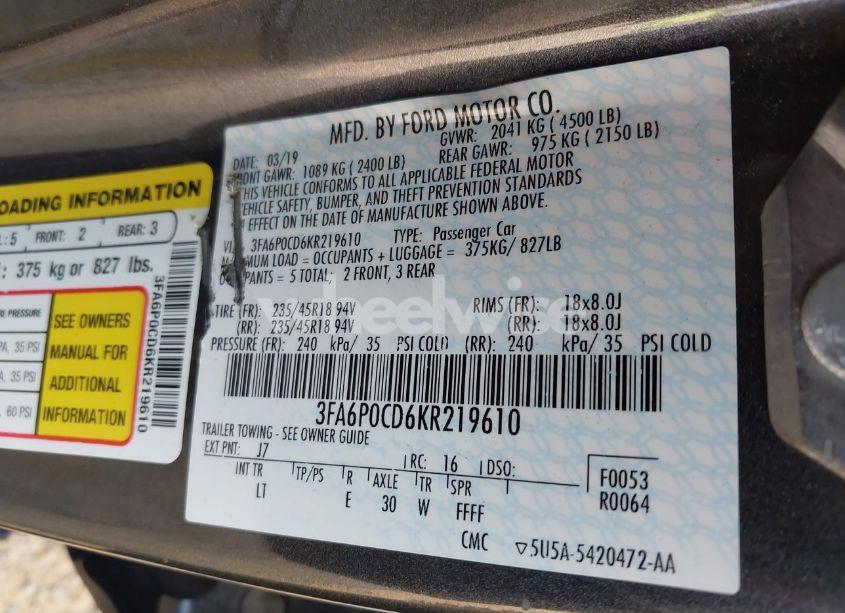 MFD. BY FORD MOTOR CO.
DATE: 03/19 GVWR: 2041 KG ( 4500 LB)
FRONT GAWR: 1089 KG ( 2400 LB) REAR GAWR: 975 KG ( 2150 LB)
THIS VEHICLE CONFORMS TO ALL APPLICABLE FEDERAL MOTOR
VEHICLE SAFETY, BUMPER, AND THEFT PREVENTION STANDARDS
IN EFFECT ON THE DATE OF MANUFACTURE SHOWN ABOVE.
3FA6P0CD6KR219610 TYPE: Passenger Car
MAXIMUM LOAD = OCCUPANTS + LUGGAGE = 375KG/ 827LB
OCCUPANTS = 5 TOTAL: 2 FRONT, 3 REAR
TIRE (FR): 235/45R18 94V RIMS (FR): 18x8.0J
(RR): 235/45R18 94V (RR): 18x8.0J
PRESSURE (FR): 240 kPa/ 35 PSI COLD (RR): 240 kPa/ 35 PSI COLD
3FA6P0CD6KR219610
TRAILER TOWING - SEE OWNER GUIDE
EXT PNT: J7 RC: 16 DSO:
INT TR TP/PS R AXLE TR SPR
LT E 30 W FFFF
F0053
R0064
CMC ▽5U5A-5420472-AA
OADING INFORMATION
: 5 FRONT: 2 REAR: 3
: 375 kg or 827 lbs.
PRESSURE
PA, 35 PSI
A, 35 PSI
, 60 PSI
SEE OWNERS
MANUAL FOR
ADDITIONAL
INFORMATION
3FA6P0CD6KR219610
wheelwise